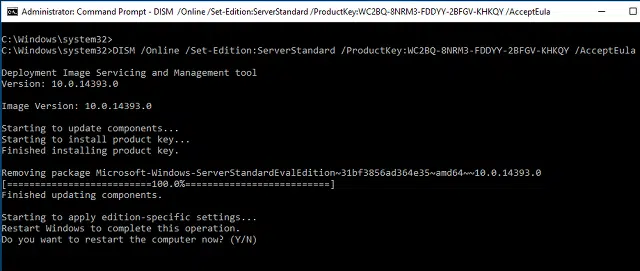 Administrator: Command Prompt - DISM /Online /Set-Edition:ServerStandard /ProductKey:WC2BQ-8NRM3-FDDYY-2BFGV-KHKQY /AcceptEula
C:\Windows\system32>
C:\Windows\system32>DISM /Online /Set-Edition:ServerStandard /ProductKey:WC2BQ-8NRM3-FDDYY-2BFGV-KHKQY /AcceptEula
Deployment Image Servicing and Management tool
Version: 10.0.14393.0
Image Version: 10.0.14393.0
Starting to update components...
Starting to install product key...
Finished installing product key.
Removing package Microsoft-Windows-ServerStandardEvalEdition~31bf3856ad364e35~amd64~~10.0.14393.0
[==========================100.0%==========================]
Finished updating components.
Starting to apply edition-specific settings...
Restart Windows to complete this operation.
Do you want to restart the computer now? (Y/N)